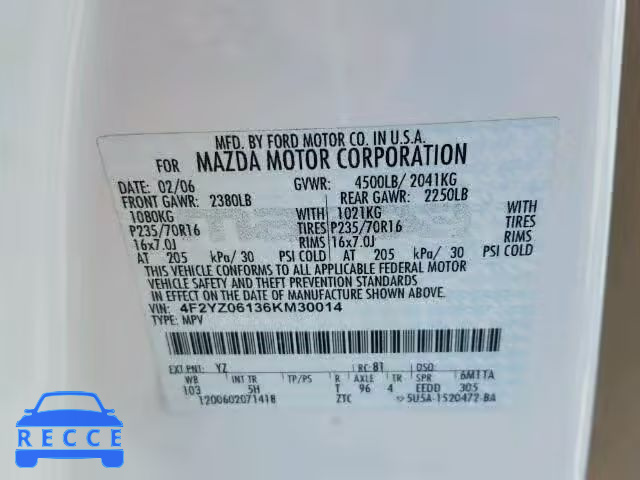 MFD. BY FORD MOTOR CO. IN U.S.A.
FOR MAZDA MOTOR CORPORATION
DATE: 02/06 GVWR: 4500LB/ 2041KG
FRONT GAWR: 2380LB REAR GAWR: 2250LB
1080KG WITH 1021KG WITH
P235/70R16 TIRES P235/70R16 TIRES
16x7.0J RIMS 16x7.0J RIMS
AT 205 kPa/ 30 PSI COLD AT 205 kPa/ 30 PSI COLD
THIS VEHICLE CONFORMS TO ALL APPLICABLE FEDERAL MOTOR
VEHICLE SAFETY AND THEFT PREVENTION STANDARDS
IN EFFECT ON THE DATE OF MANUFACTURE SHOWN ABOVE.
VIN: 4F2YZ06136KM30014
TYPE: MPV
EXT PNT: YZ RC: 81 DSO:
WB INT TR TP/PS R AXLE TR SPR 6M11A
103 5H T 96 4 EEDD 305
1200602071418 ZTC 5U5A-1520472-BA
RECCE